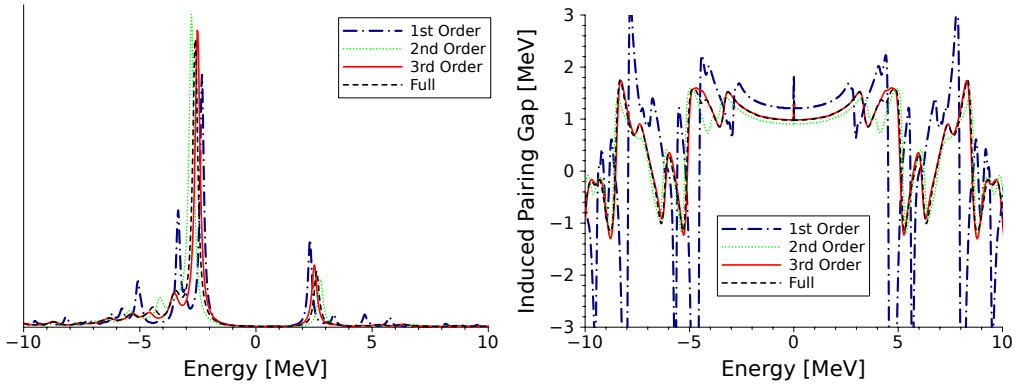 1st Order
2nd Order
3rd Order
Full
−10
−5
0
5
10
Energy [MeV]
Induced Pairing Gap [MeV]
3
2
1
0
−1
−2
−3
1st Order
2nd Order
3rd Order
Full
−10
−5
0
5
10
Energy [MeV]